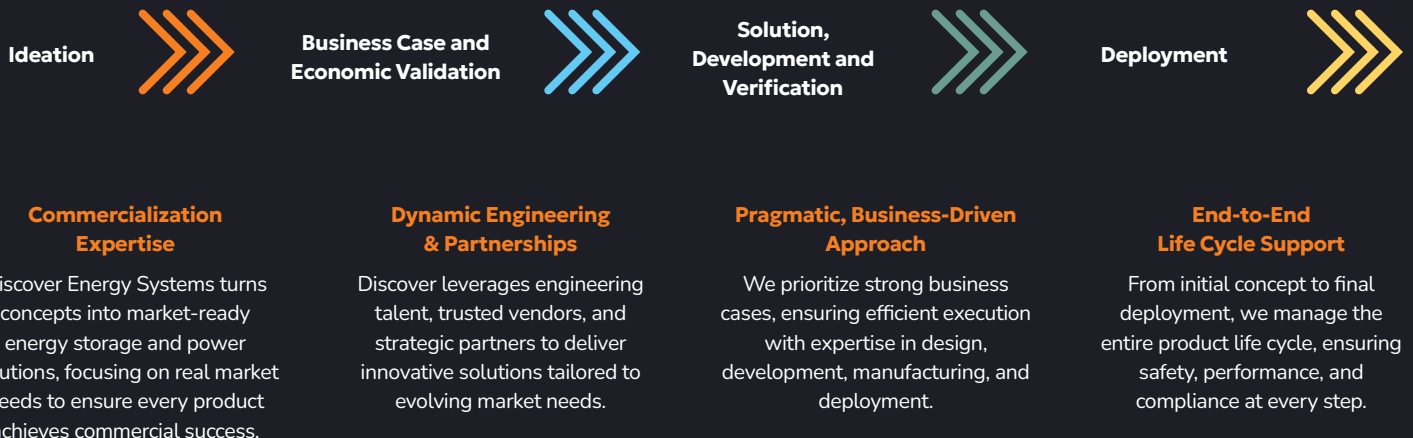 Ideation
Business Case and
Economic Validation
Solution,
Development and
Verification
Deployment
Commercialization
Expertise
iscover Energy Systems turns
concepts into market-ready
energy storage and power
utions, focusing on real market
eeds to ensure every product
achieves commercial success.
Dynamic Engineering
& Partnerships
Discover leverages engineering
talent, trusted vendors, and
strategic partners to deliver
innovative solutions tailored to
evolving market needs.
Pragmatic, Business-Driven
Approach
We prioritize strong business
cases, ensuring efficient execution
with expertise in design,
development, manufacturing, and
deployment.
End-to-End
Life Cycle Support
From initial concept to final
deployment, we manage the
entire product life cycle, ensuring
safety, performance, and
compliance at every step.